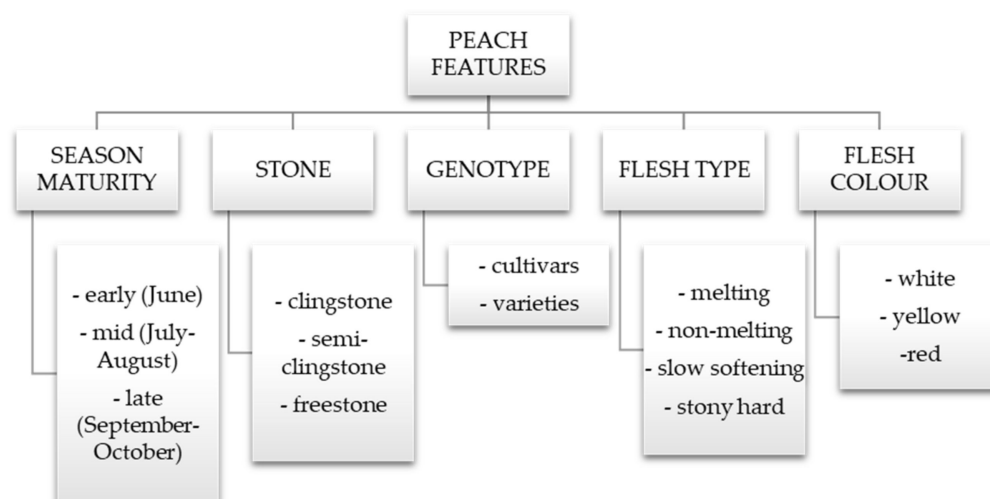 PEACH
FEATURES
SEASON
MATURITY
STONE
GENOTYPE
FLESH TYPE
FLESH
COLOUR
- early (June)
- mid (July-
August)
- late
(September-
October)
- clingstone
- semi-
clingstone
- freestone
- cultivars
- varieties
- melting
- non-melting
- slow softening
- stony hard
- white
- yellow
-red